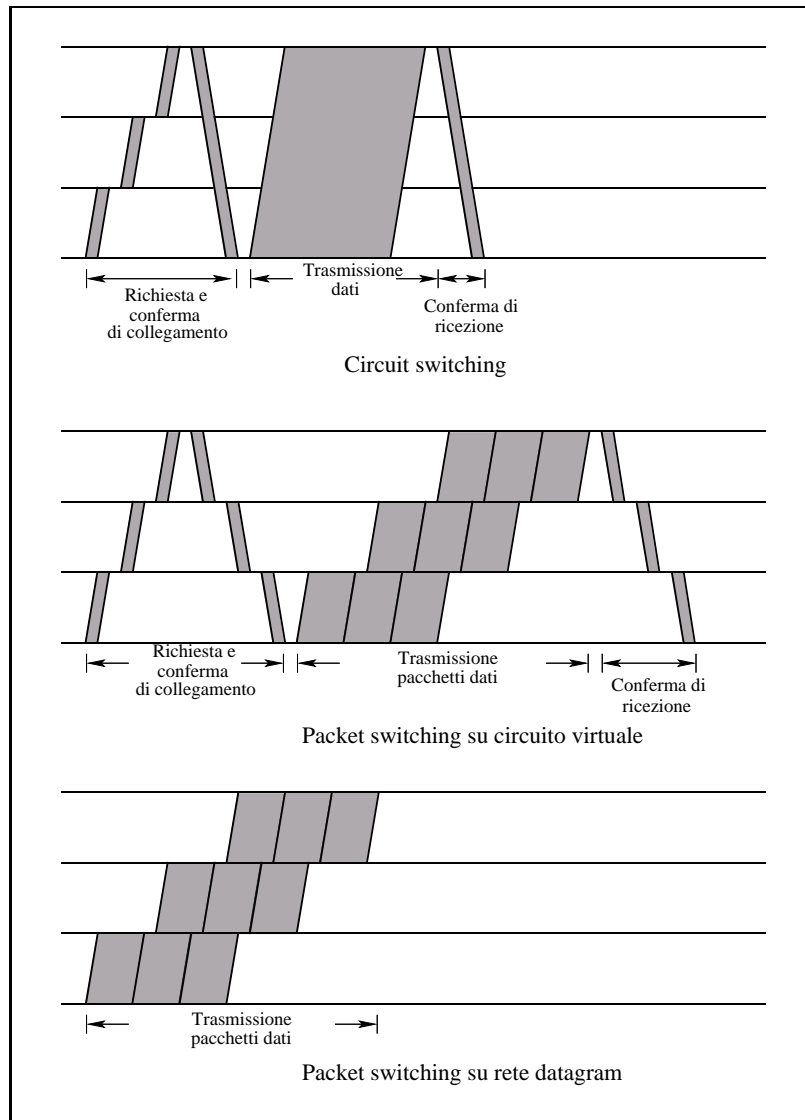 Richiesta e
conferma
di collegamento
Trasmissione
dati
Conferma di
ricezione
Circuit switching
Richiesta e
conferma
di collegamento
Trasmissione
pacchetti dati
Conferma di
ricezione
Packet switching su circuito virtuale
Trasmissione
pacchetti dati
Packet switching su rete datagram